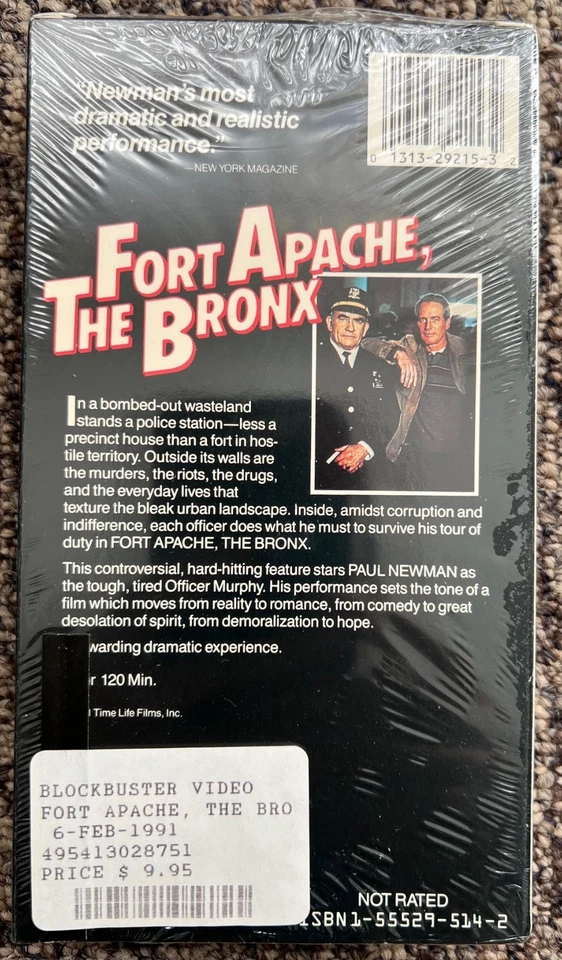 "Newman's most
dramatic and realistic
performance."
—NEW YORK MAGAZINE
0 1313-29215-3 2
FORT APACHE,
THE BRONX
In a bombed-out wasteland
stands a police station—less a
precinct house than a fort in hos-
tile territory. Outside its walls are
the murders, the riots, the drugs,
and the everyday lives that
texture the bleak urban landscape. Inside, amidst corruption and
indifference, each officer does what he must to survive his tour of
duty in FORT APACHE, THE BRONX.
This controversial, hard-hitting feature stars PAUL NEWMAN as
the tough, tired Officer Murphy. His performance sets the tone of a
film which moves from reality to romance, from comedy to great
desolation of spirit, from demoralization to hope.
warding dramatic experience.
r 120 Min.
Time Life Films, Inc.
BLOCKBUSTER VIDEO
FORT APACHE, THE BRO
6-FEB-1991
495413028751
PRICE $ 9.95
NOT RATED
ISBN 1-55529-514-2